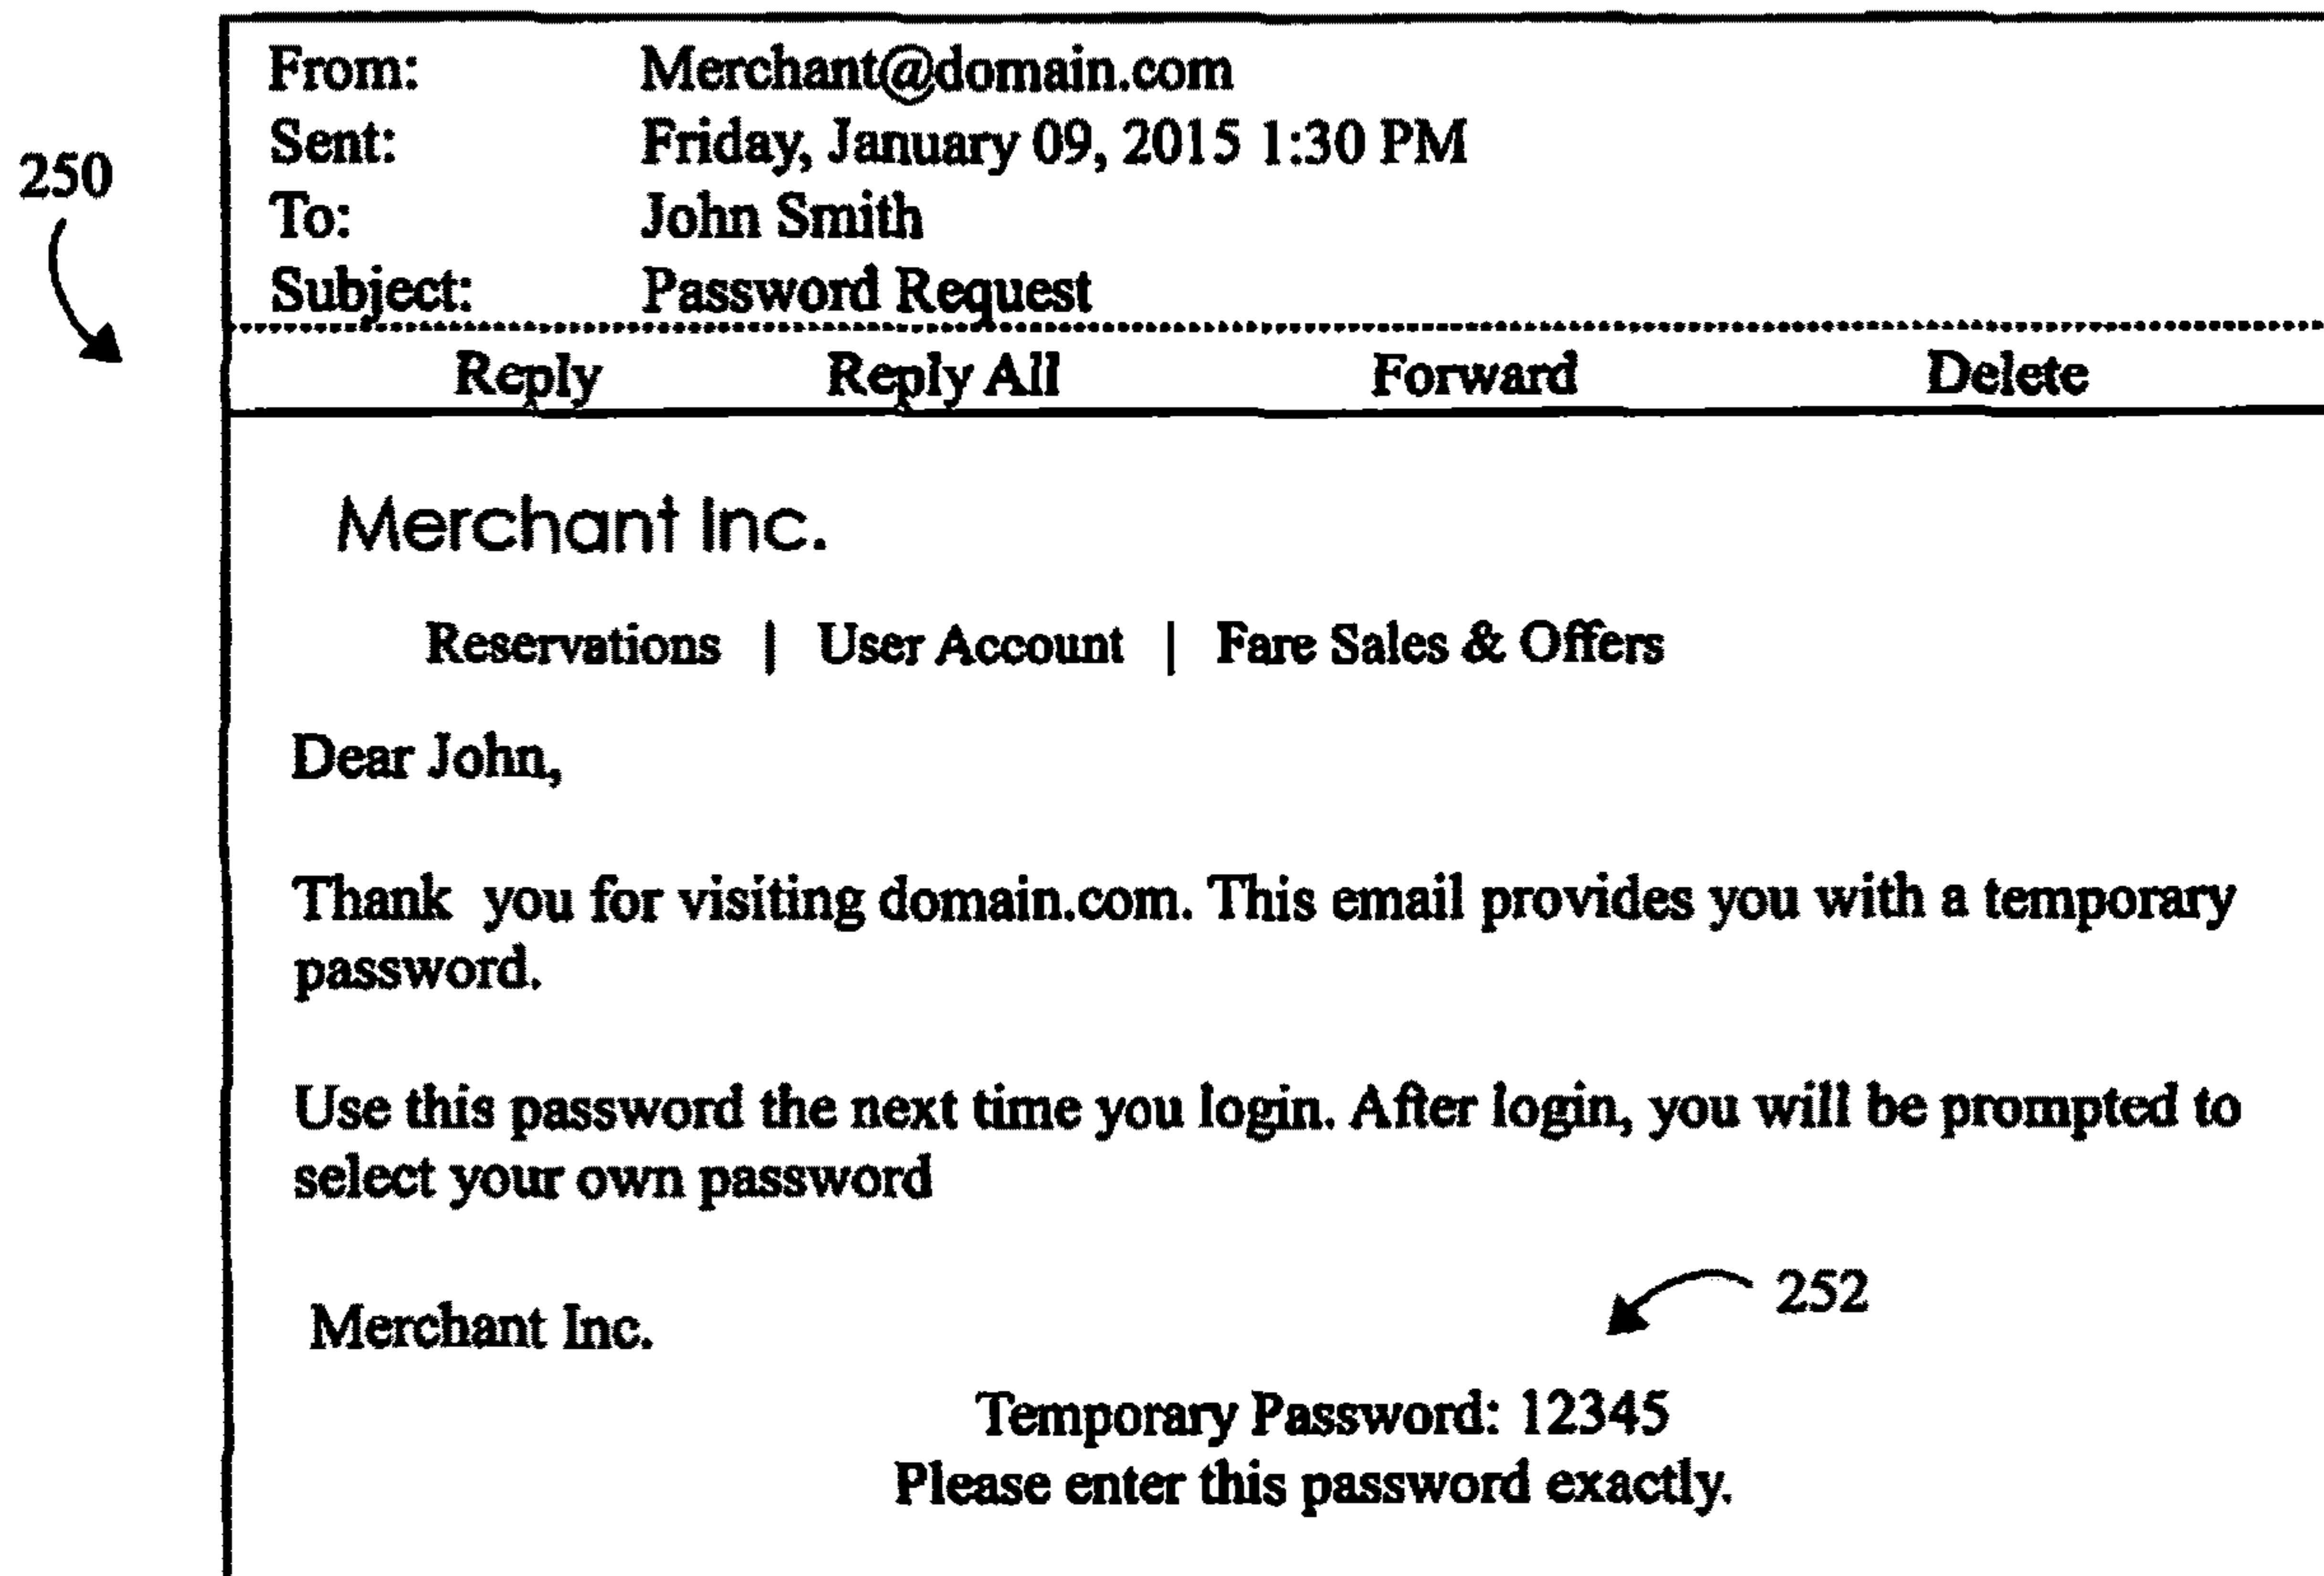 From: Merchant@domain.com
Sent: Friday, January 09, 2015 1:30 PM
250
To: John Smith
Subject: Password Request
Reply Reply All Forward Delete
Merchant Inc.
Reservations | User Account | Fare Sales & Offers
Dear John,
Thank you for visiting domain.com. This email provides you with a temporary
password.
Use this password the next time you login. After login, you will be prompted to
select your own password
252
Merchant Inc.
Temporary Password: 12345
Please enter this password exactly.